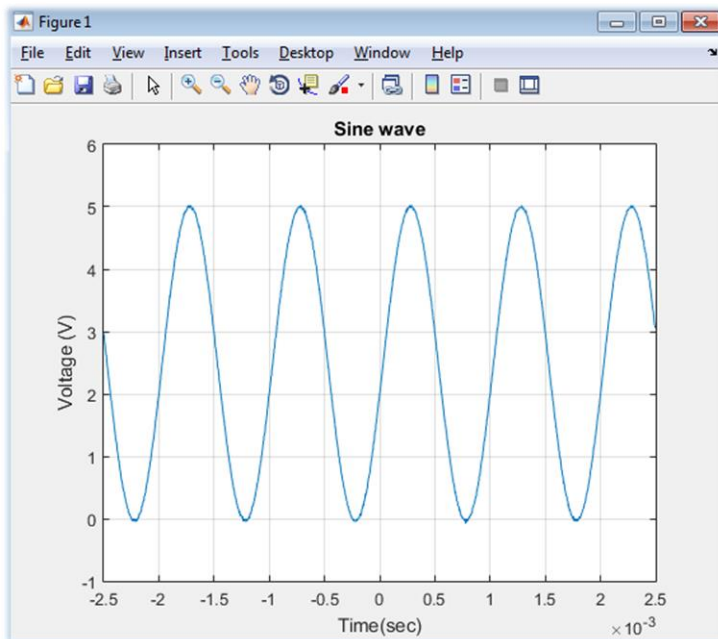 Figure 1
File Edit View Insert Tools Desktop Window Help
Sine wave
6
5
4
3
2
1
0
-1
Voltage (V)
-2.5 -2 -1.5 -1 -0.5 0 0.5 1 1.5 2 2.5
Time(sec)
× 10⁻³